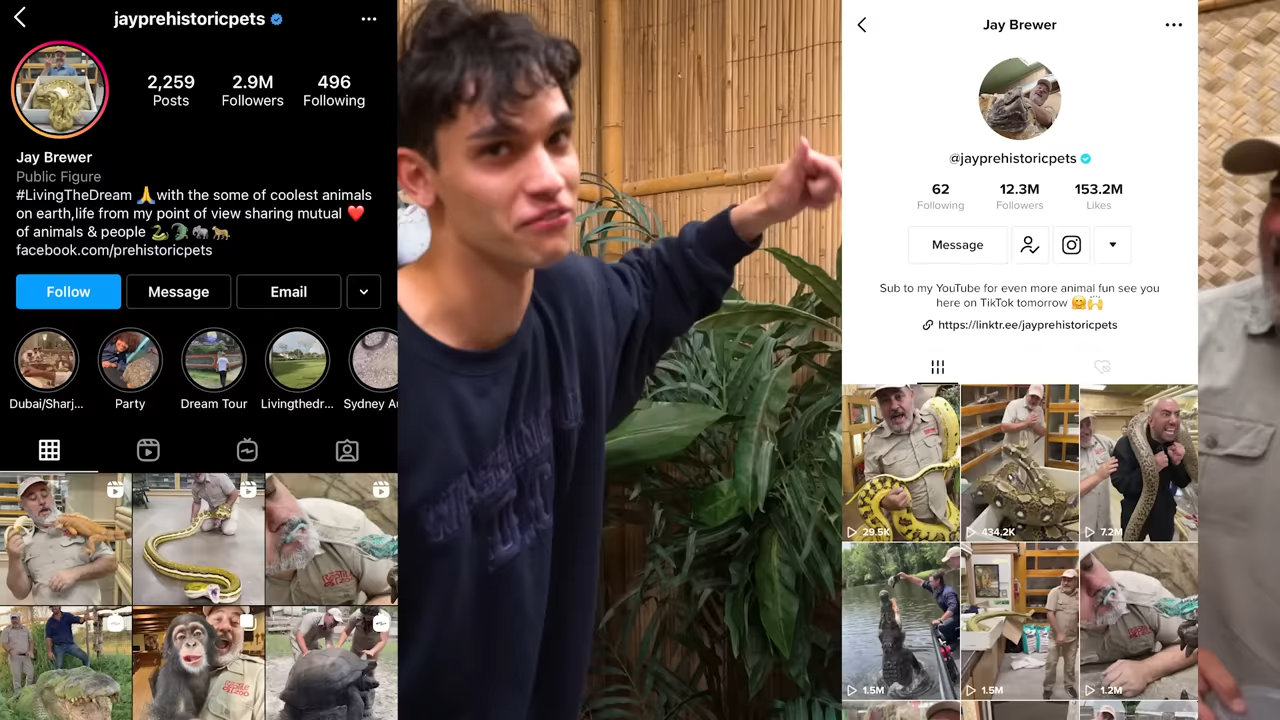 jayprehistoricpets
2,259
Posts
2.9M
Followers
496
Following
Jay Brewer
Public Figure
#LivingTheDream 🙏with the some of coolest animals
on earth,life from my point of view sharing mutual ❤️
of animals & people 🐍🐊🐘🐆
facebook.com/prehistoricpets
Follow
Message
Email
Dubai/Sharj...
Party
Dream Tour
Livingthedr...
Sydney Au
Jay Brewer
@jayprehistoricpets
62
Following
12.3M
Followers
153.2M
Likes
Message
Sub to my YouTube for even more animal fun see you
here on TikTok tomorrow 🤗🙌
https://linktr.ee/jayprehistoricpets
29.5K
434.2K
7.2M
1.5M
1.5M
1.2M